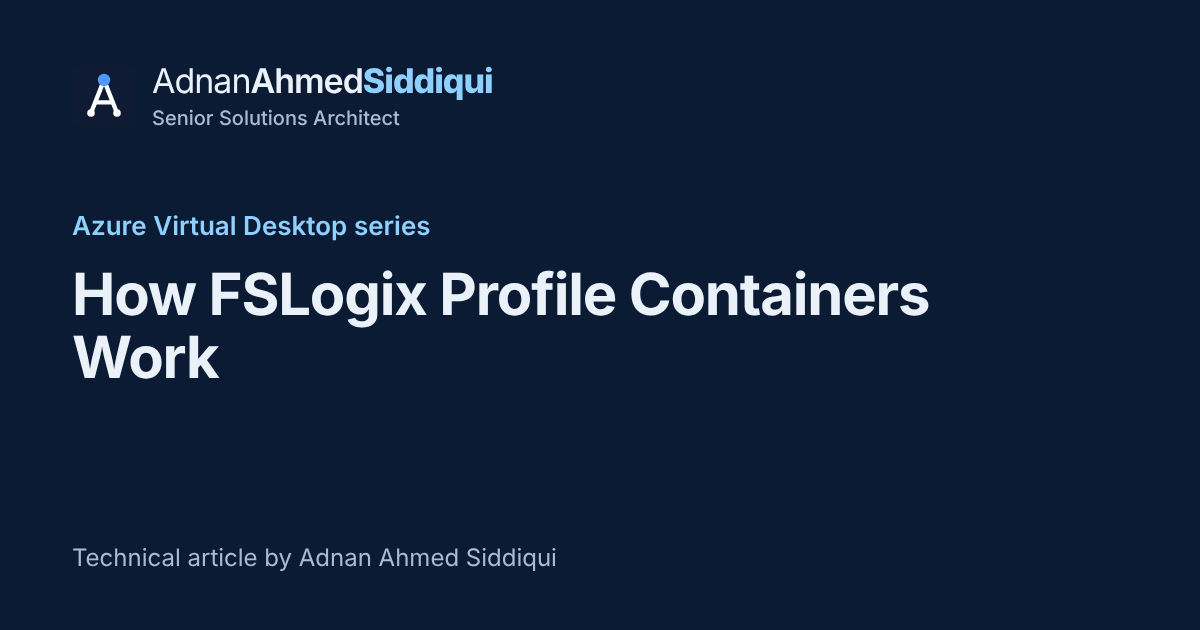 AdnanAhmedSiddiqui
Senior Solutions Architect
Azure Virtual Desktop series
How FSLogix Profile Containers
Work
Technical article by Adnan Ahmed Siddiqui